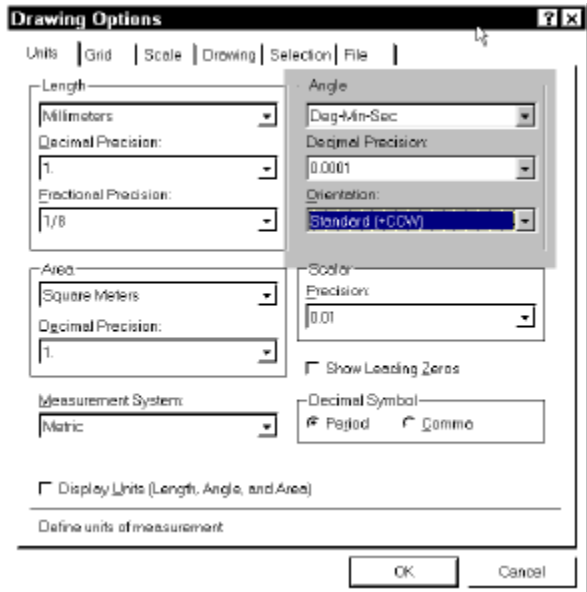 Drawing Options
Units Grid Scale Drawing Selection File
Length
Millimeters
Decimal Precision:
1.
Fractional Precision:
1/8
Angle
Deg-Min-Sec
Decimal Precision:
0.0001
Orientation:
Standard (+CCW)
Area
Square Meters
Decimal Precision:
1.
Scalar
Precision:
0.01
Show Leading Zeros
Measurement System:
Metric
Decimal Symbol
Period Comma
Display Units (Length, Angle, and Area)
Define units of measurement
OK Cancel